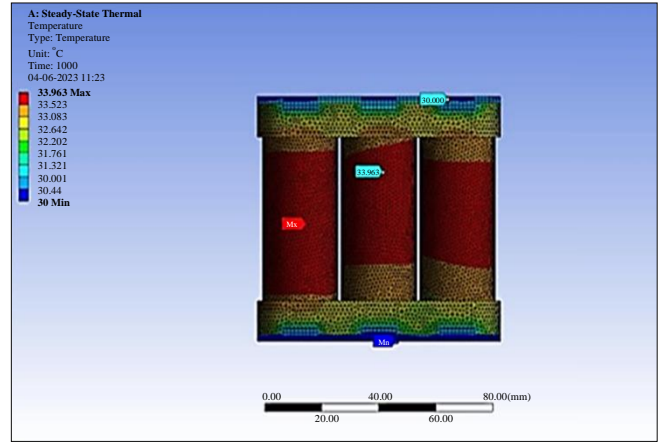 A: Steady-State Thermal
Temperature
Type: Temperature
Unit: °C
Time: 1000
04-06-2023 11:23
33.963 Max
33.523
33.083
32.642
32.202
31.761
31.321
30.001
30.44
30 Min
30.000
33.963
Mx
Mn
0.00 40.00 80.00(mm)
20.00 60.00